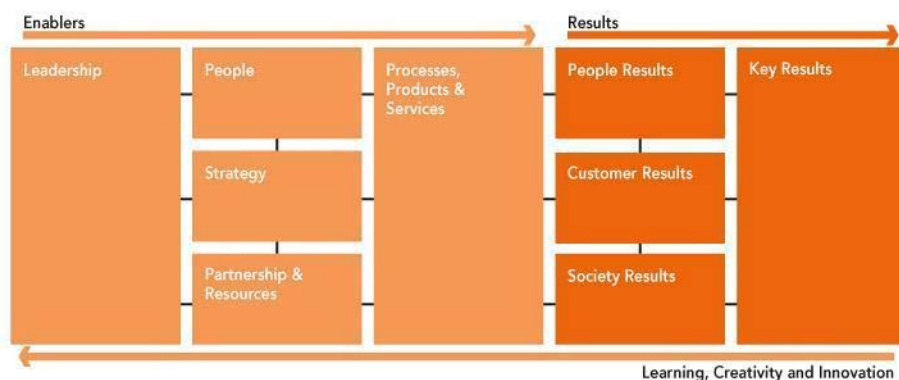 Enablers
Results
Leadership
People
Processes,
Products &
Services
People Results
Key Results
Strategy
Customer Results
Partnership &
Resources
Society Results
Learning, Creativity and Innovation